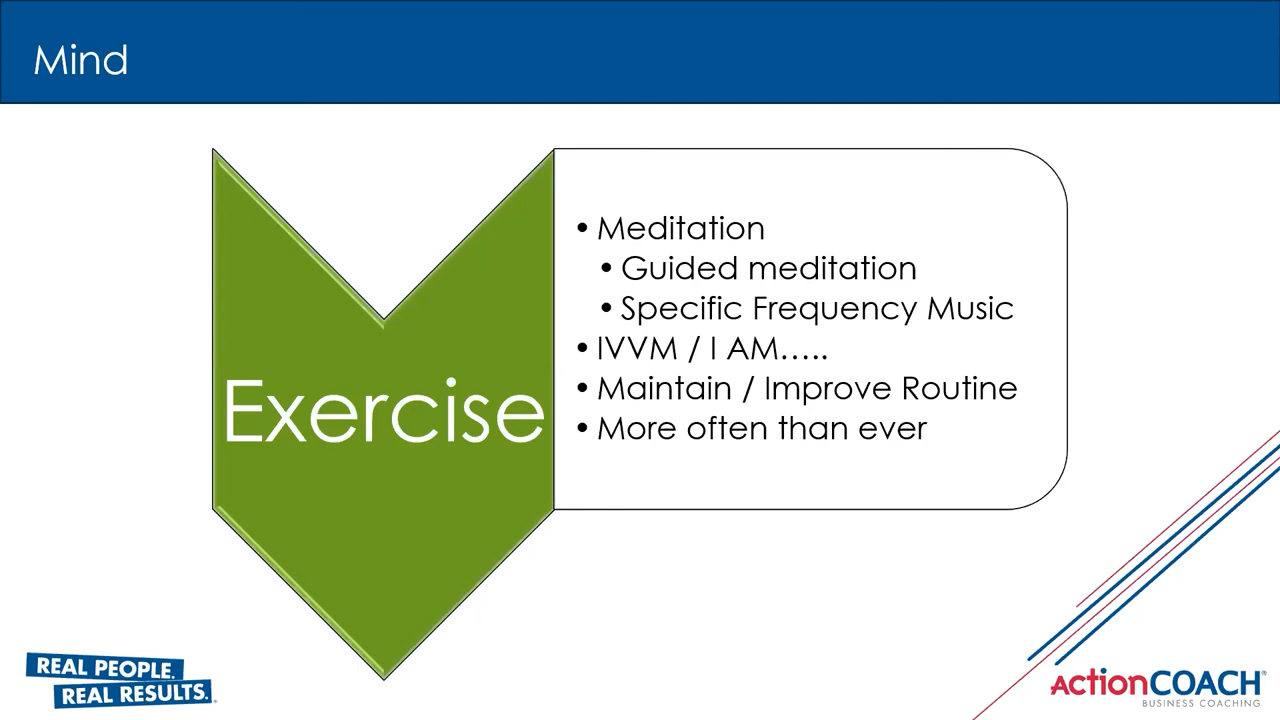 Mind
Exercise
• Meditation
• Guided meditation
• Specific Frequency Music
• IVVM / I AM…..
• Maintain / Improve Routine
• More often than ever
REAL PEOPLE.
REAL RESULTS.
ActionCOACH®
BUSINESS COACHING